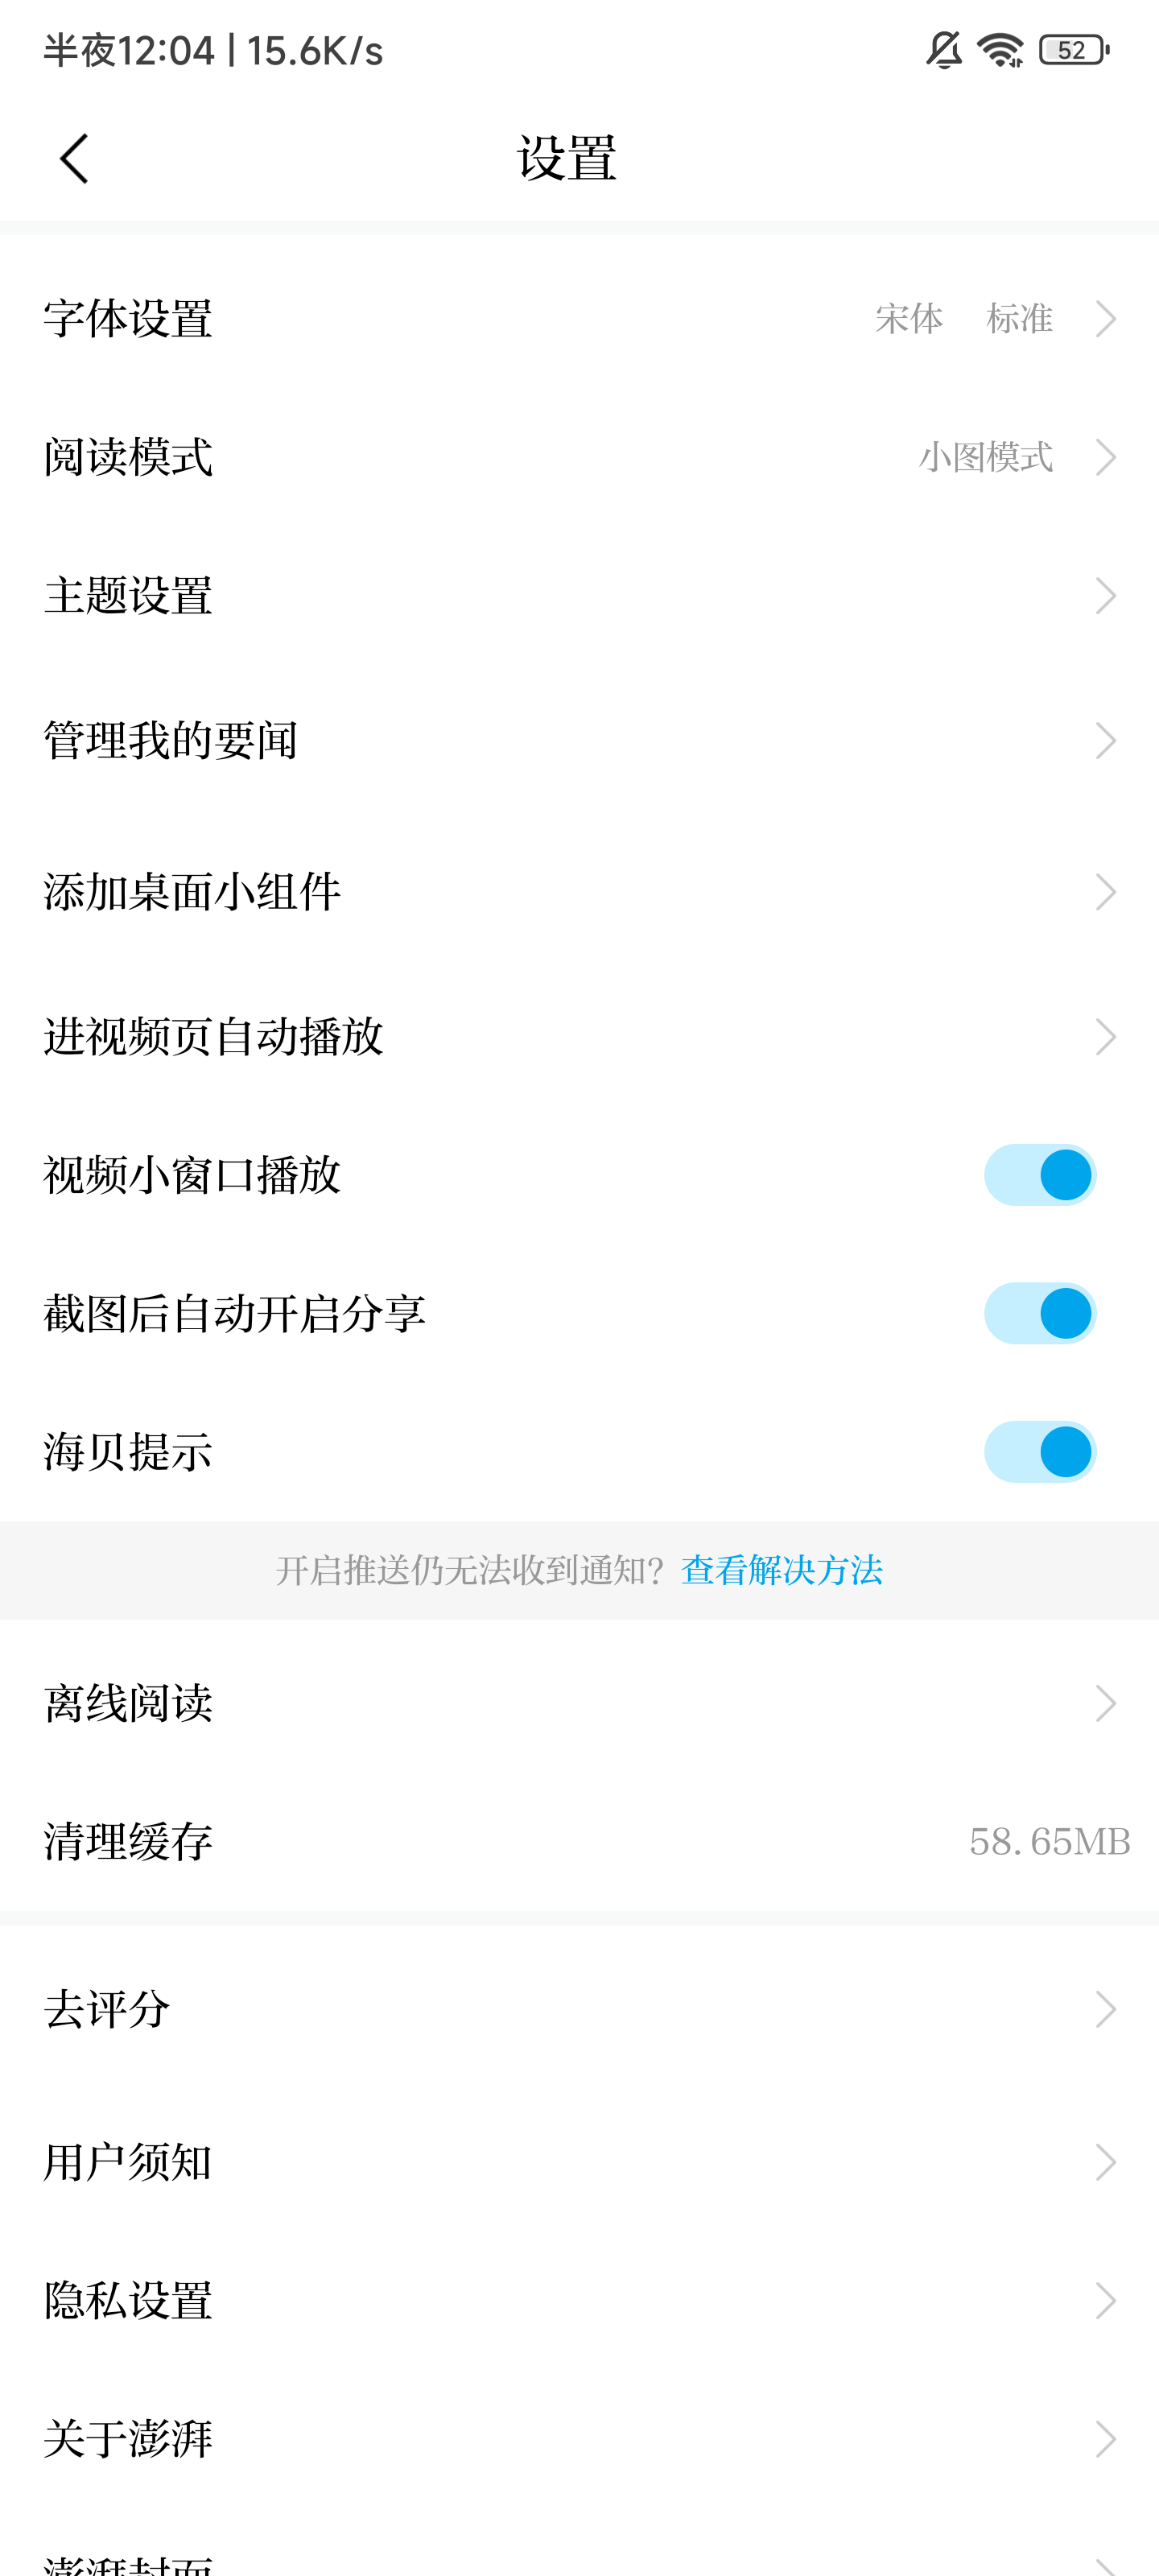 半夜12:04 | 15.6K/s
52
设置
字体设置 宋体 标准
阅读模式 小图模式
主题设置
管理我的要闻
添加桌面小组件
进视频页自动播放
视频小窗口播放
截图后自动开启分享
海贝提示
开启推送仍无法收到通知？查看解决方法
离线阅读
清理缓存 58.65MB
去评分
用户须知
隐私设置
关于澎湃
澎湃封面